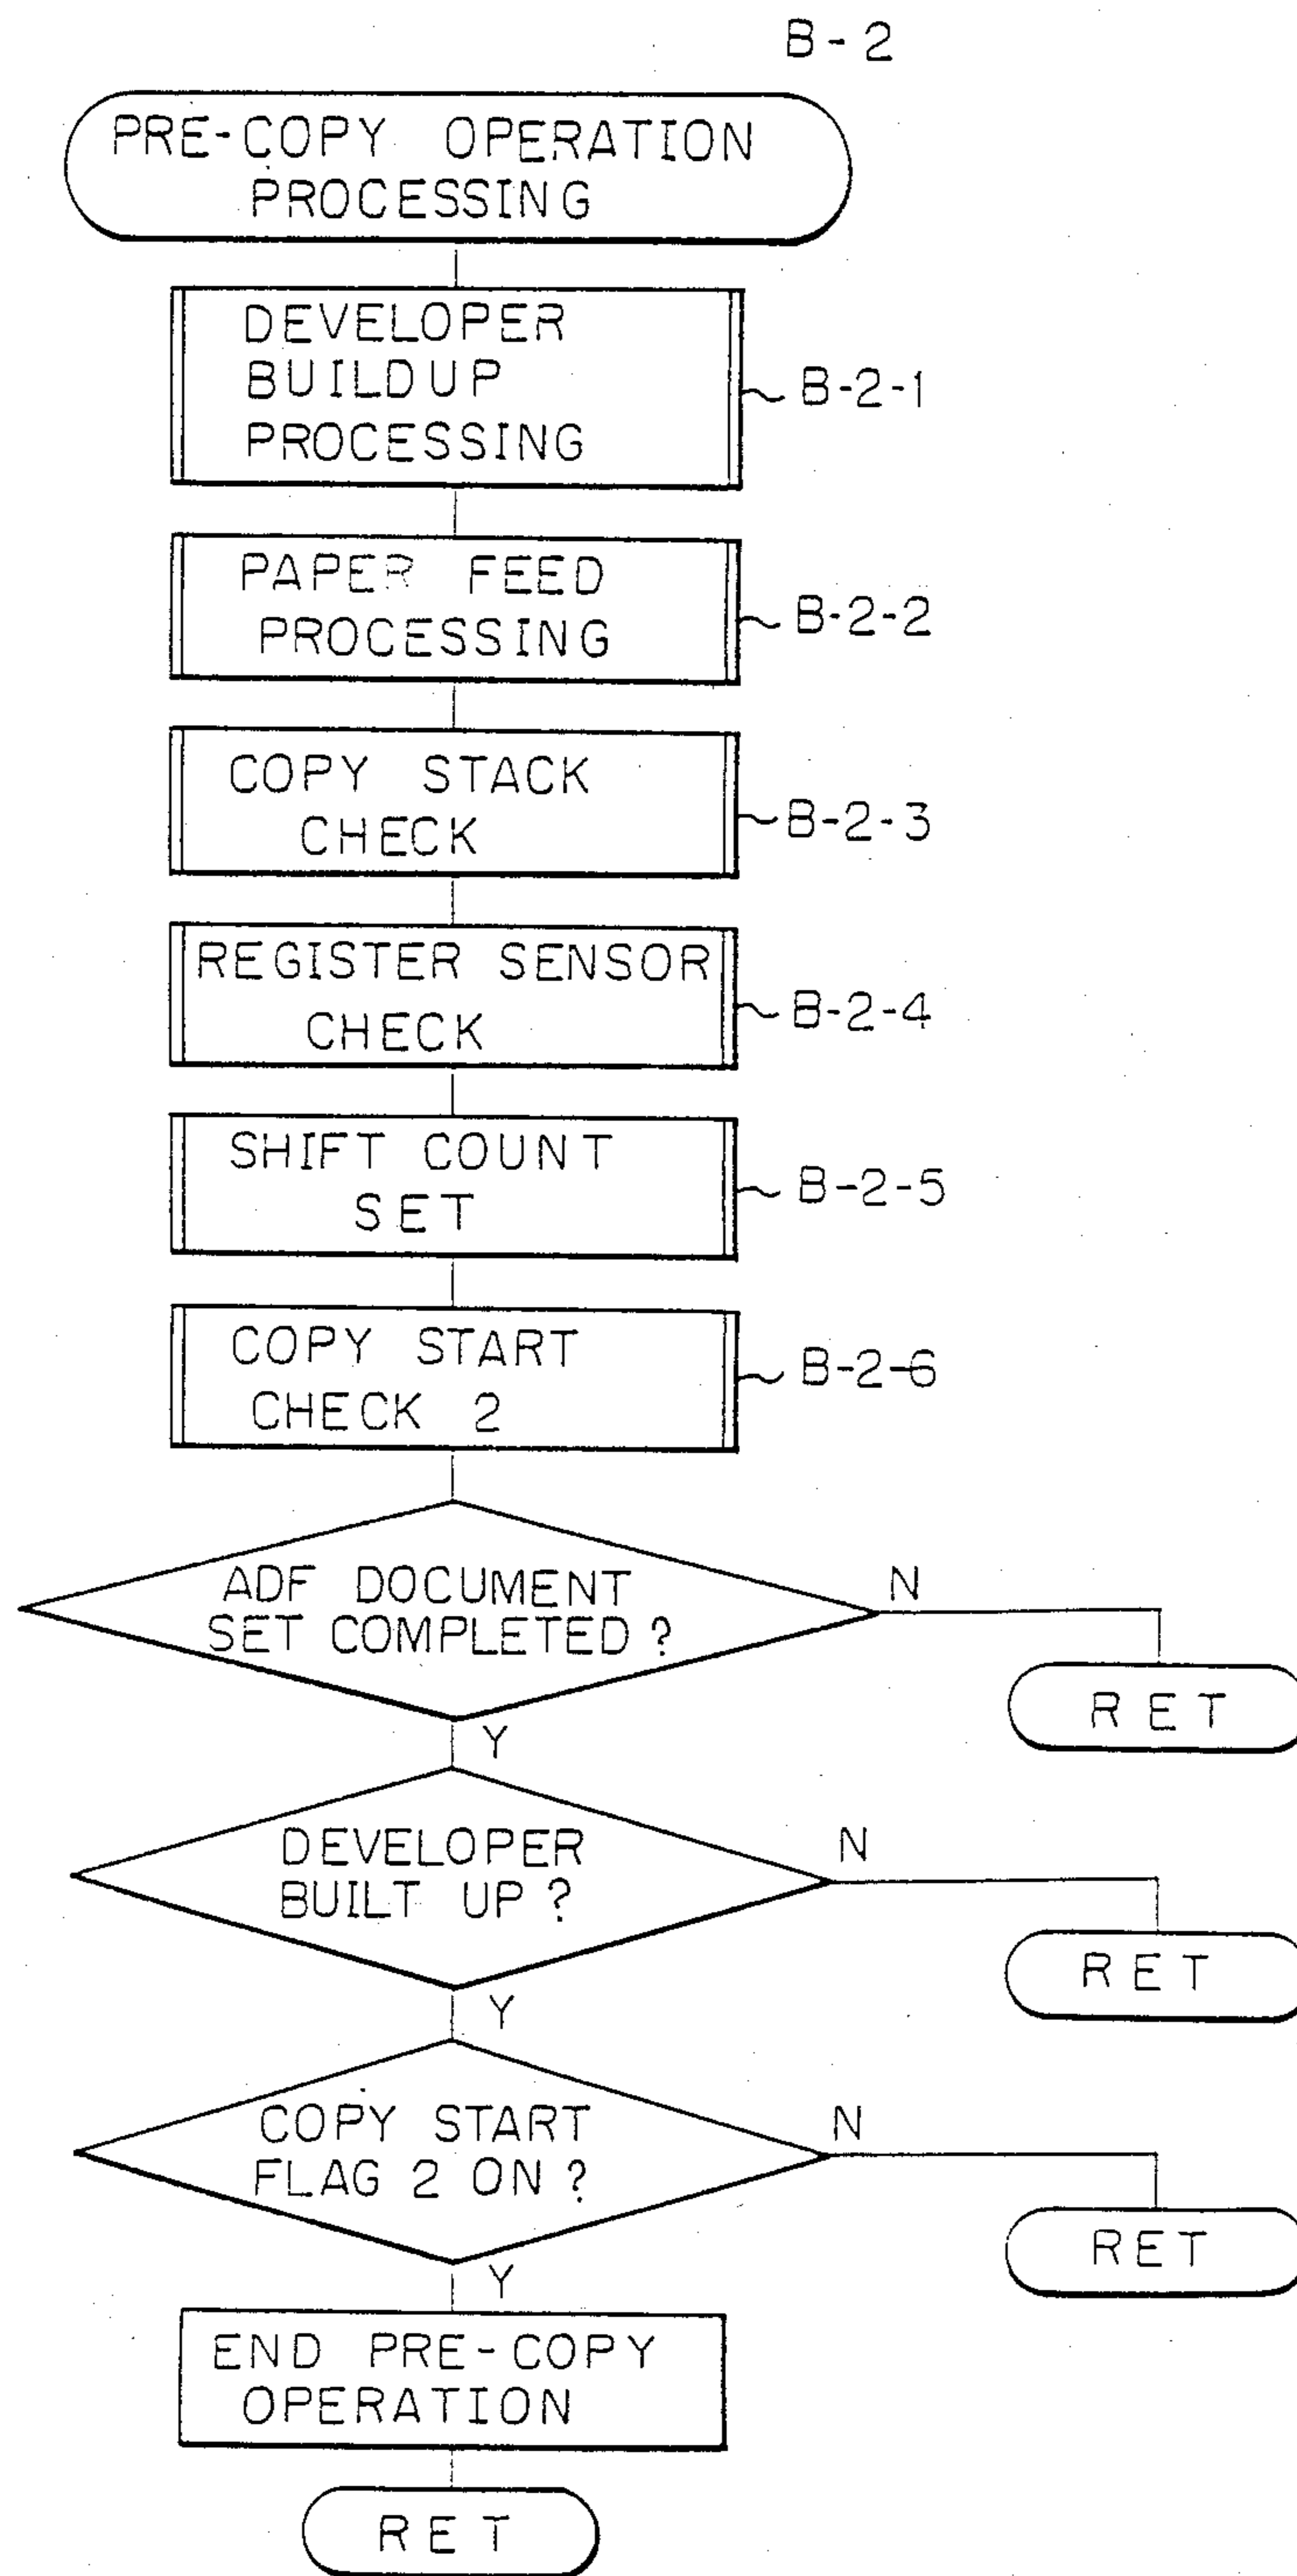 B-2
PRE-COPY OPERATION
PROCESSING
DEVELOPER
BUILDUP
PROCESSING
B-2-1
PAPER FEED
PROCESSING
B-2-2
COPY STACK
CHECK
B-2-3
REGISTER SENSOR
CHECK
B-2-4
SHIFT COUNT
SET
B-2-5
COPY START
CHECK 2
B-2-6
ADF DOCUMENT
SET COMPLETED?
N
RET
Y
DEVELOPER
BUILT UP?
N
RET
Y
COPY START
FLAG 2 ON?
N
RET
Y
END PRE-COPY
OPERATION
RET